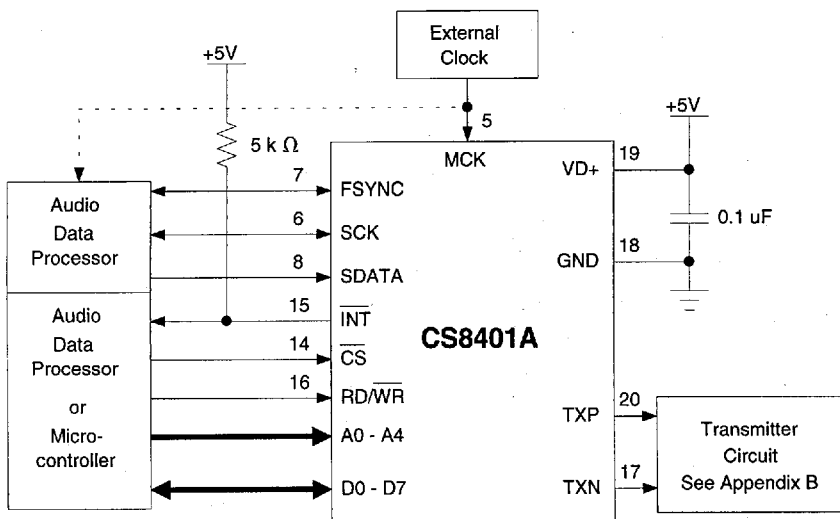 External
Clock
+5V
5
5 k Ω
MCK
+5V
19
VD+
7
FSYNC
Audio
Data
Processor
6
SCK
0.1 uF
18
GND
8
SDATA
15
INT
Audio
Data
Processor
or
Micro-
controller
CS8401A
14
CS
16
RD/WR
A0 - A4
D0 - D7
20
TXP
17
TXN
Transmitter
Circuit
See Appendix B